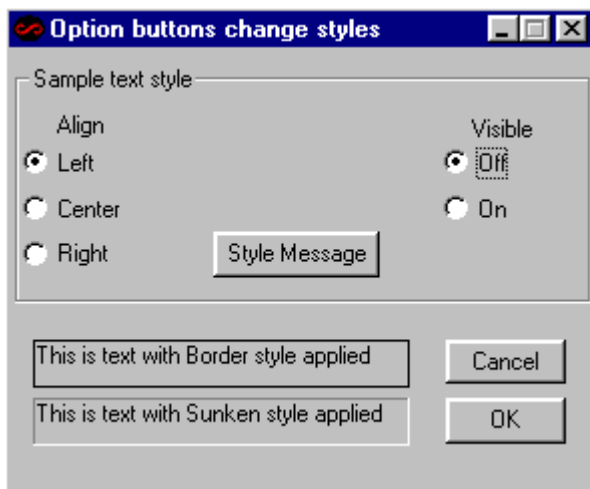 Option buttons change styles
Sample text style
Align
Visible
Left
Off
Center
On
Right
Style Message
This is text with Border style applied
Cancel
This is text with Sunken style applied
OK